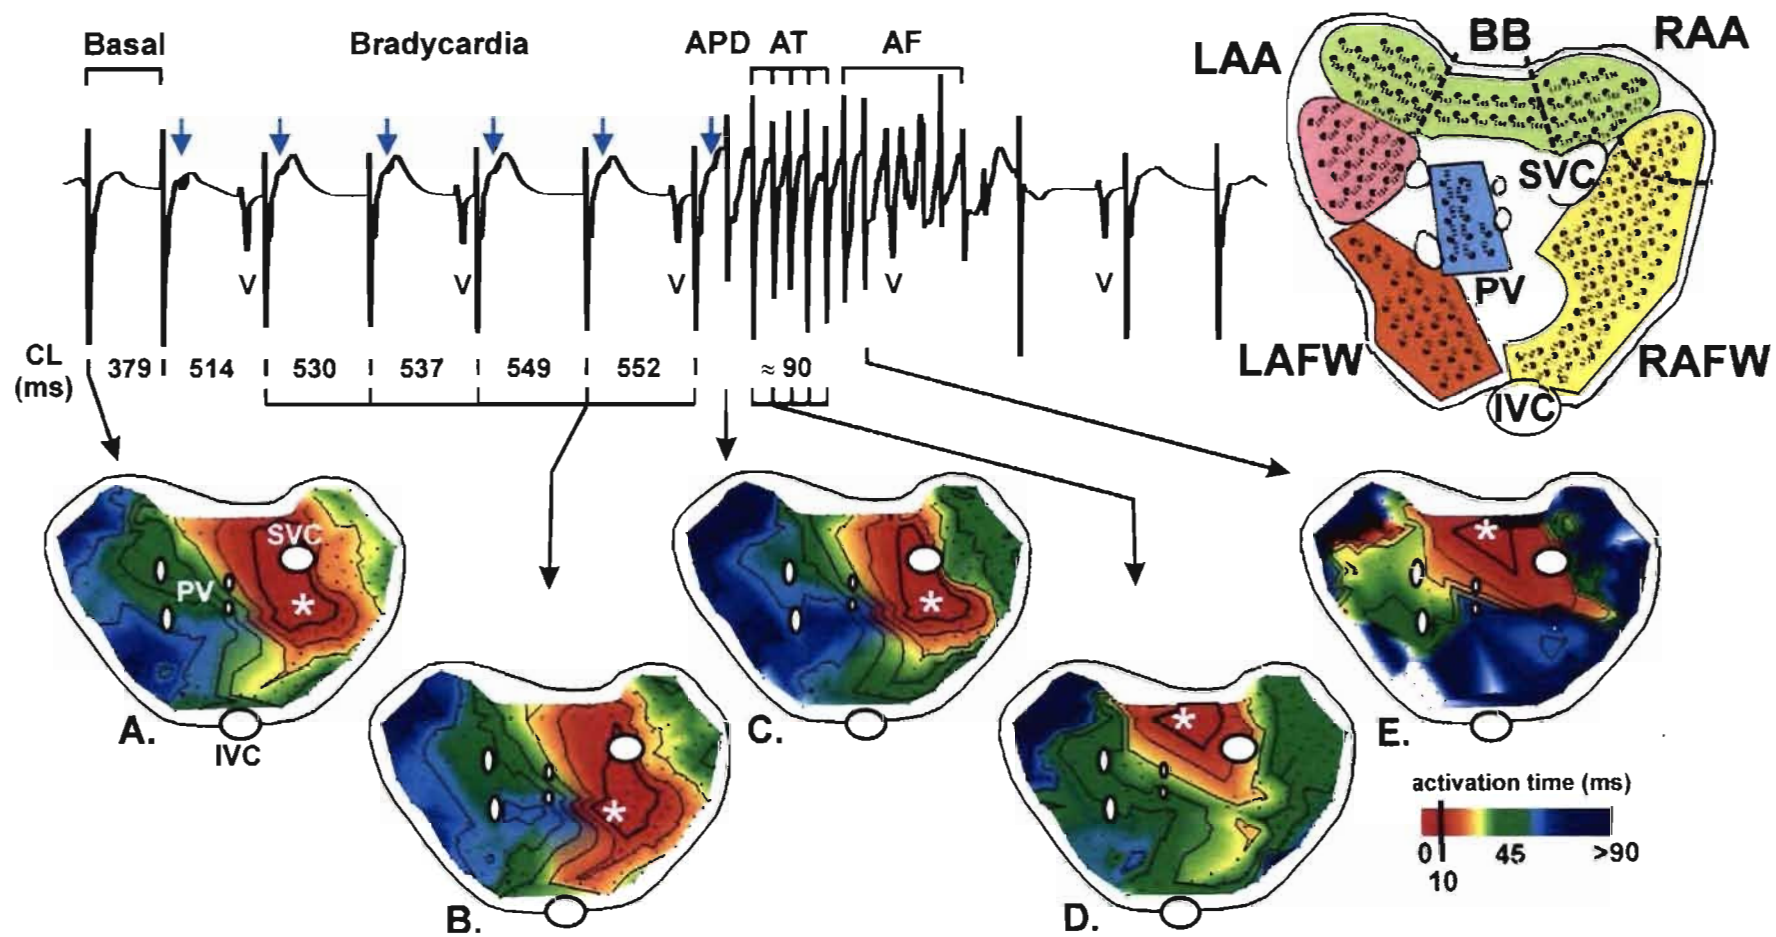 Basal Bradycardia APD AT AF
V V V V V
CL
(ms) 379 514 530 537 549 552 ≈ 90
LAA BB RAA
SVC
PV
LAFW RAFW
IVC
SVC
PV
*
A.
IVC
*
B.
*
C.
*
D.
*
E.
activation time (ms)
0 45 >90
10